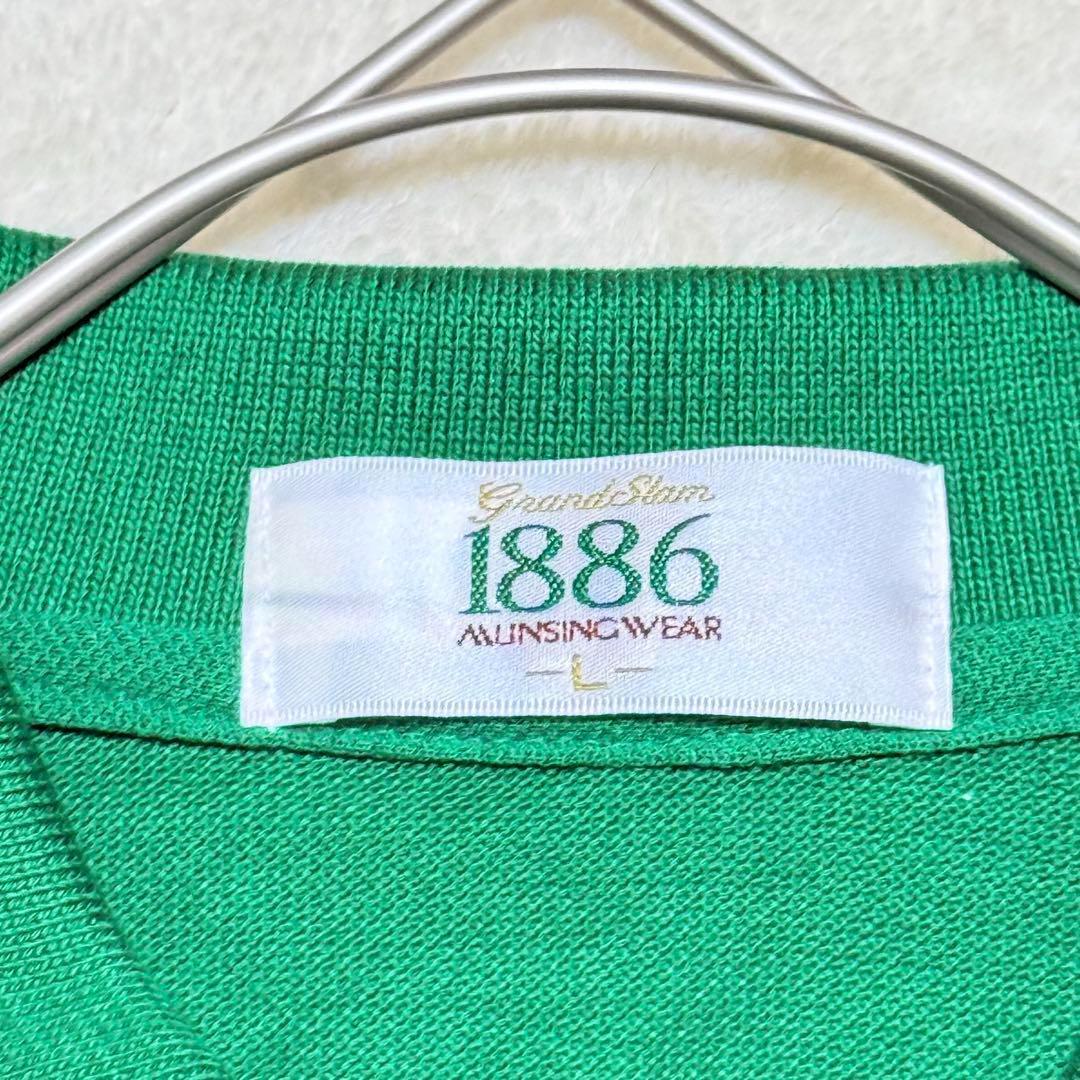 Grand Slam
1886
MUNSINGWEAR
-L-